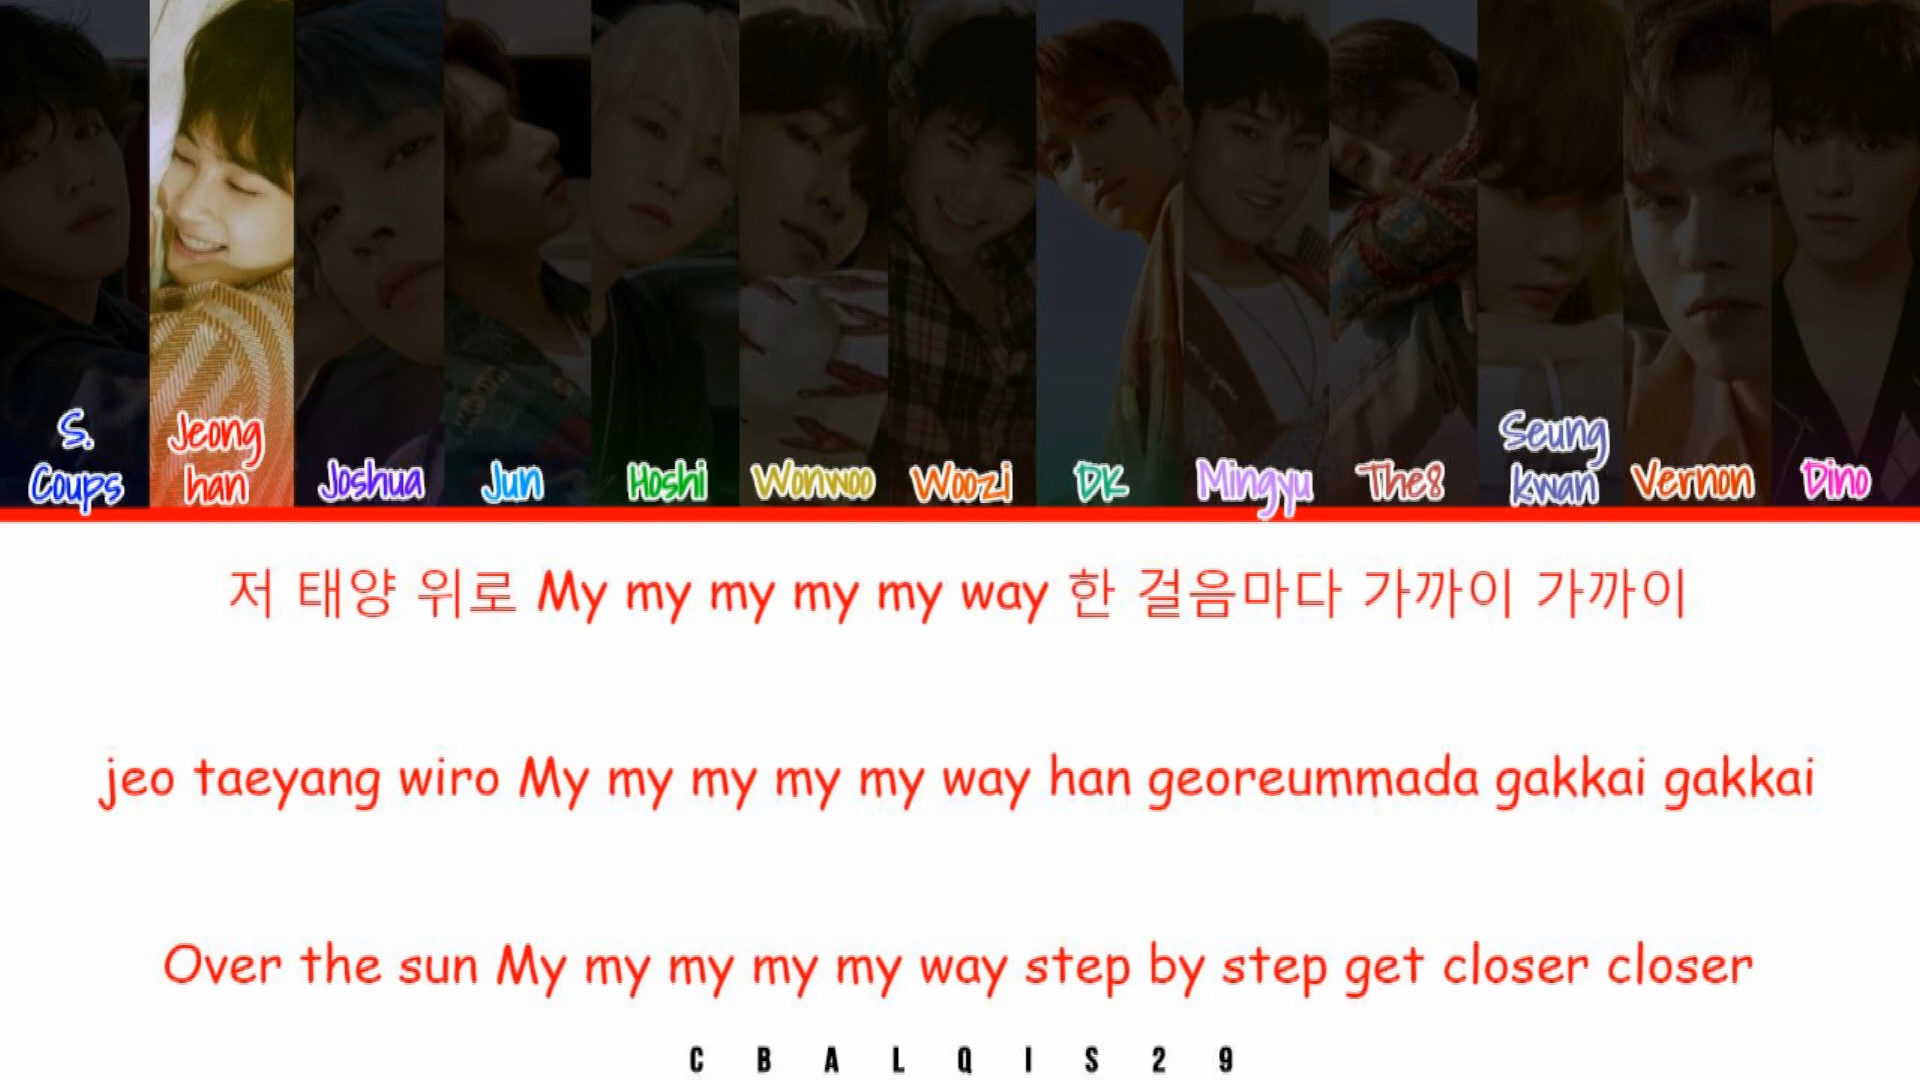 S.
Coups
Jeong
han
Joshua
Jun
Hoshi
Wonwoo
Woozi
DK
Mingyu
The8
Seung
kwan
Vernon
Dino
저 태양 위로 My my my my my way 한 걸음마다 가까이 가까이
jeo taeyang wiro My my my my my way han georeummada gakkai gakkai
Over the sun My my my my my way step by step get closer closer
CBALQIS29